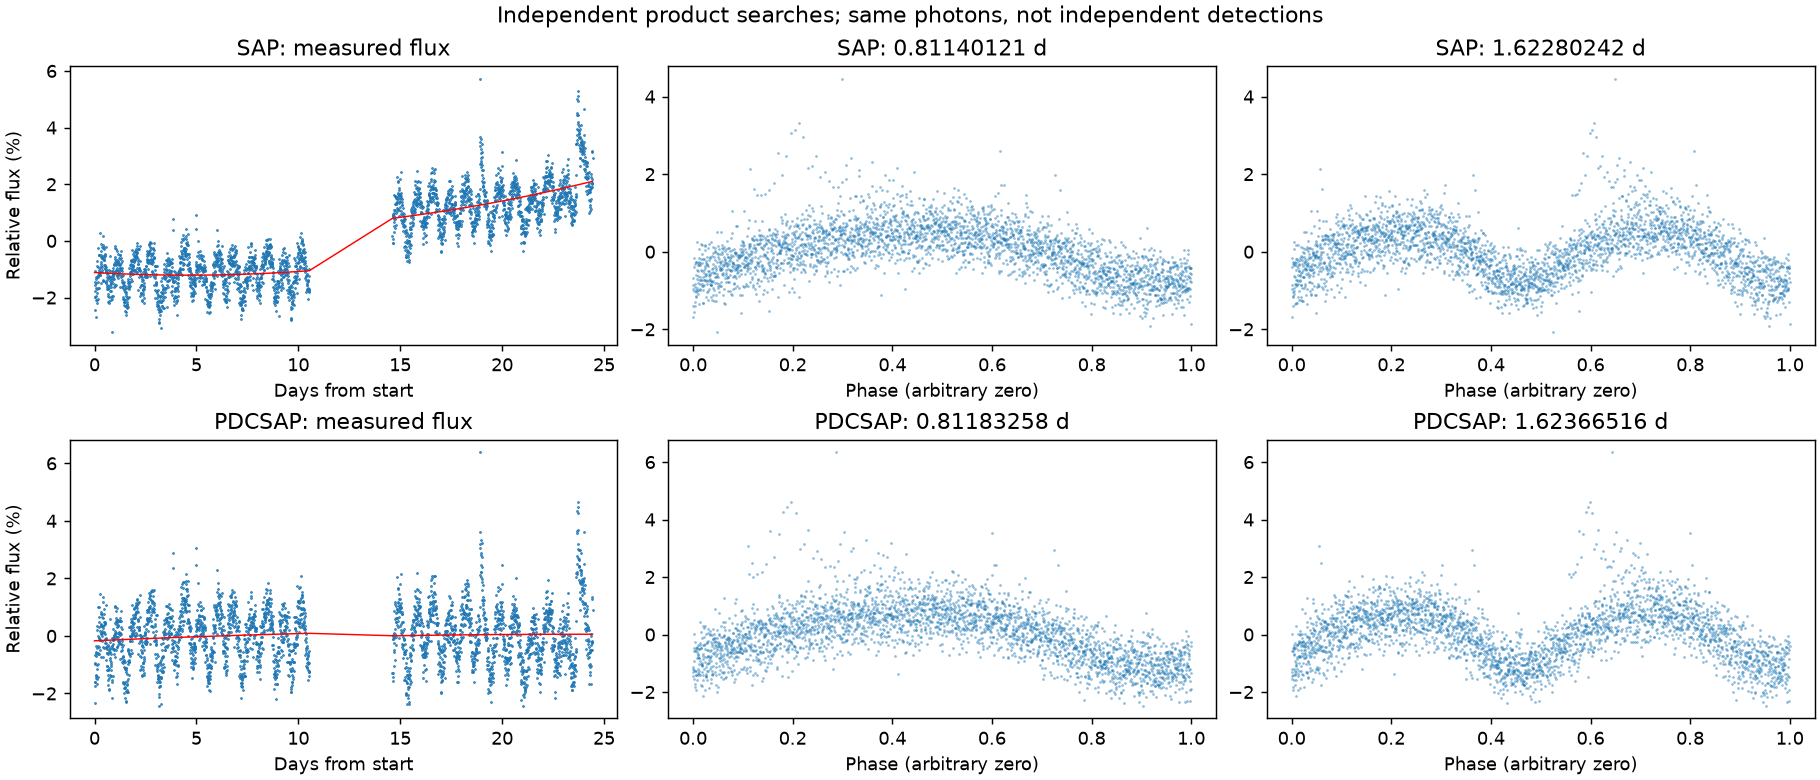 Independent product searches; same photons, not independent detections
SAP: measured flux
Relative flux (%)
6
4
2
0
−2
0 5 10 15 20 25
Days from start
SAP: 0.81140121 d
4
2
0
−2
0.0 0.2 0.4 0.6 0.8 1.0
Phase (arbitrary zero)
SAP: 1.62280242 d
4
2
0
−2
0.0 0.2 0.4 0.6 0.8 1.0
Phase (arbitrary zero)
PDCSAP: measured flux
Relative flux (%)
6
4
2
0
−2
0 5 10 15 20 25
Days from start
PDCSAP: 0.81183258 d
6
4
2
0
−2
0.0 0.2 0.4 0.6 0.8 1.0
Phase (arbitrary zero)
PDCSAP: 1.62366516 d
6
4
2
0
−2
0.0 0.2 0.4 0.6 0.8 1.0
Phase (arbitrary zero)